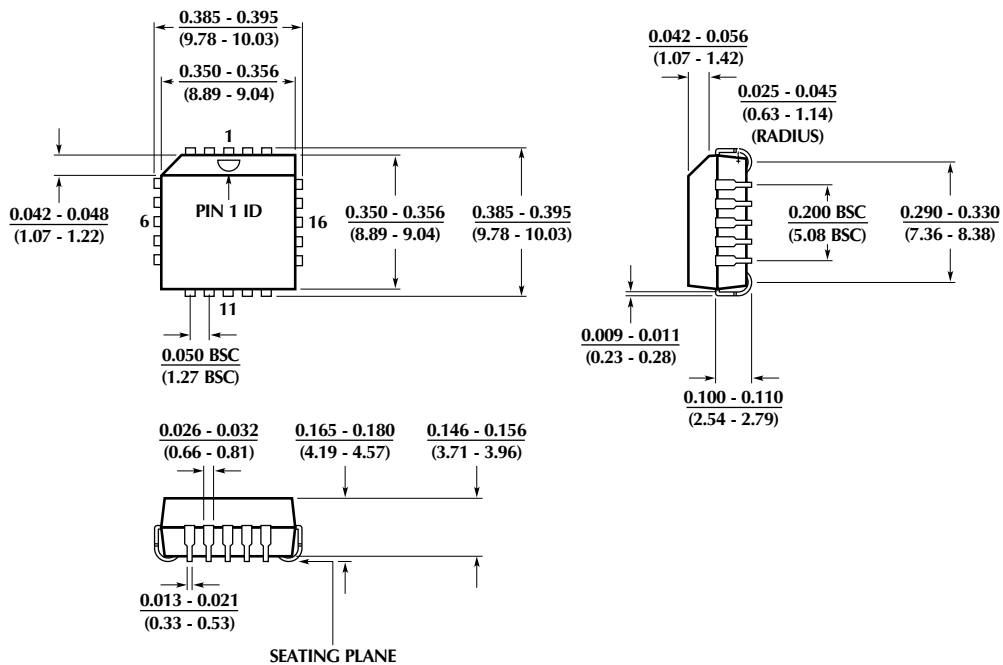 0.385 - 0.395
(9.78 - 10.03)
0.350 - 0.356
(8.89 - 9.04)
1
0.042 - 0.048
(1.07 - 1.22)
6
PIN 1 ID
16
0.350 - 0.356
(8.89 - 9.04)
0.385 - 0.395
(9.78 - 10.03)
11
0.050 BSC
(1.27 BSC)
0.042 - 0.056
(1.07 - 1.42)
0.025 - 0.045
(0.63 - 1.14)
(RADIUS)
0.200 BSC
(5.08 BSC)
0.290 - 0.330
(7.36 - 8.38)
0.009 - 0.011
(0.23 - 0.28)
0.100 - 0.110
(2.54 - 2.79)
0.026 - 0.032
(0.66 - 0.81)
0.165 - 0.180
(4.19 - 4.57)
0.146 - 0.156
(3.71 - 3.96)
0.013 - 0.021
(0.33 - 0.53)
SEATING PLANE